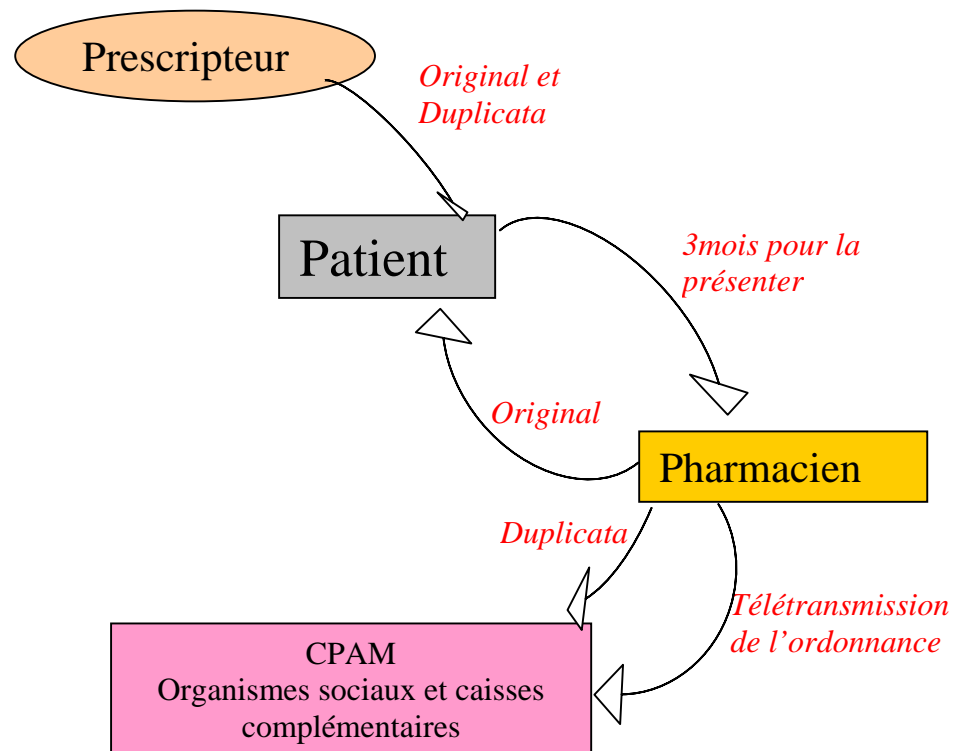 Prescripteur
Original et
Duplicata
Patient
3mois pour la
présenter
Original
Pharmacien
Duplicata
Télétransmission
de l’ordonnance
CPAM
Organismes sociaux et caisses
complémentaires